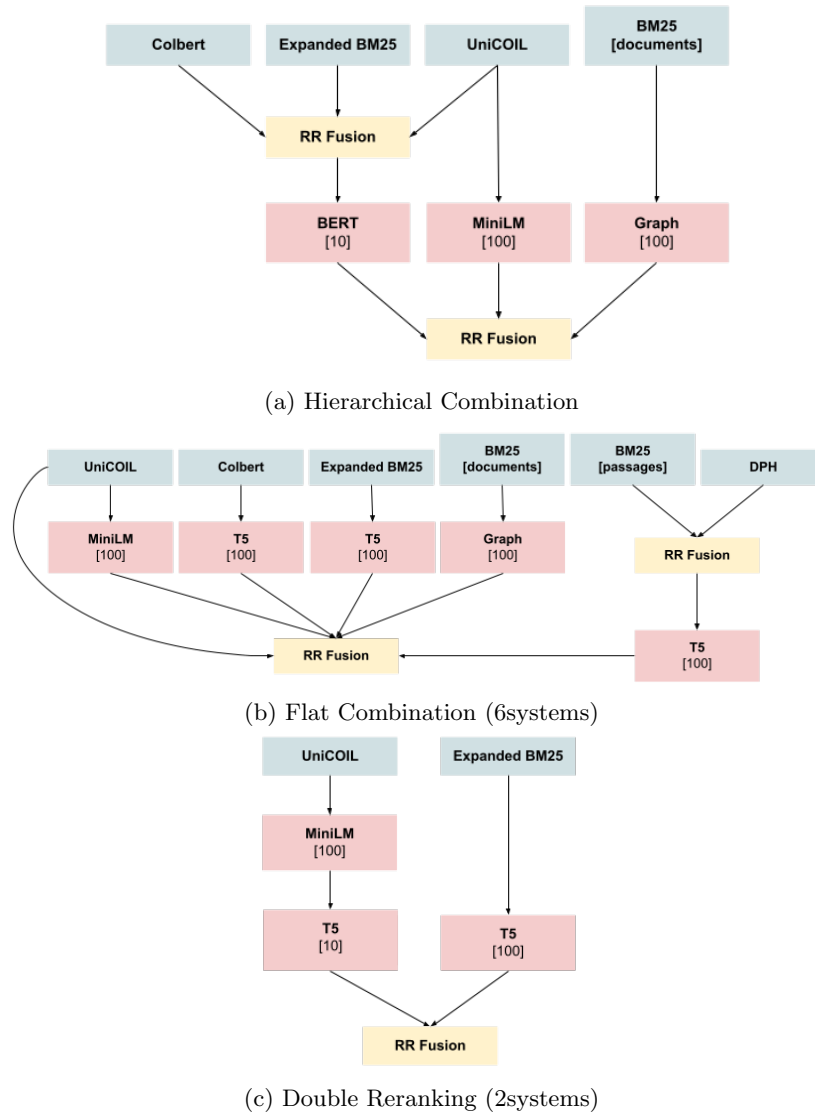 Colbert
Expanded BM25
UniCOIL
BM25
[documents]
RR Fusion
BERT
[10]
MiniLM
[100]
Graph
[100]
RR Fusion
(a) Hierarchical Combination
UniCOIL
Colbert
Expanded BM25
BM25
[documents]
BM25
[passages]
DPH
MiniLM
[100]
T5
[100]
T5
[100]
Graph
[100]
RR Fusion
RR Fusion
T5
[100]
(b) Flat Combination (6systems)
UniCOIL
Expanded BM25
MiniLM
[100]
T5
[10]
T5
[100]
RR Fusion
(c) Double Reranking (2systems)